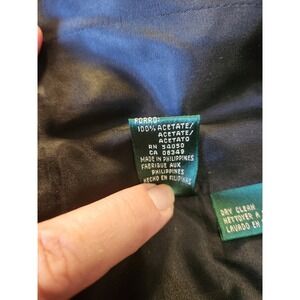 FORRO:
100% ACETATE/
ACETATE/
ACETATO
RN 54050
CA 08349
MADE IN PHILIPPINES
FABRIQUE AUX
PHILIPPINES
HECHO EN FILIPINAS
DRY CLEAN
NETTOYER A
LAVADO EN